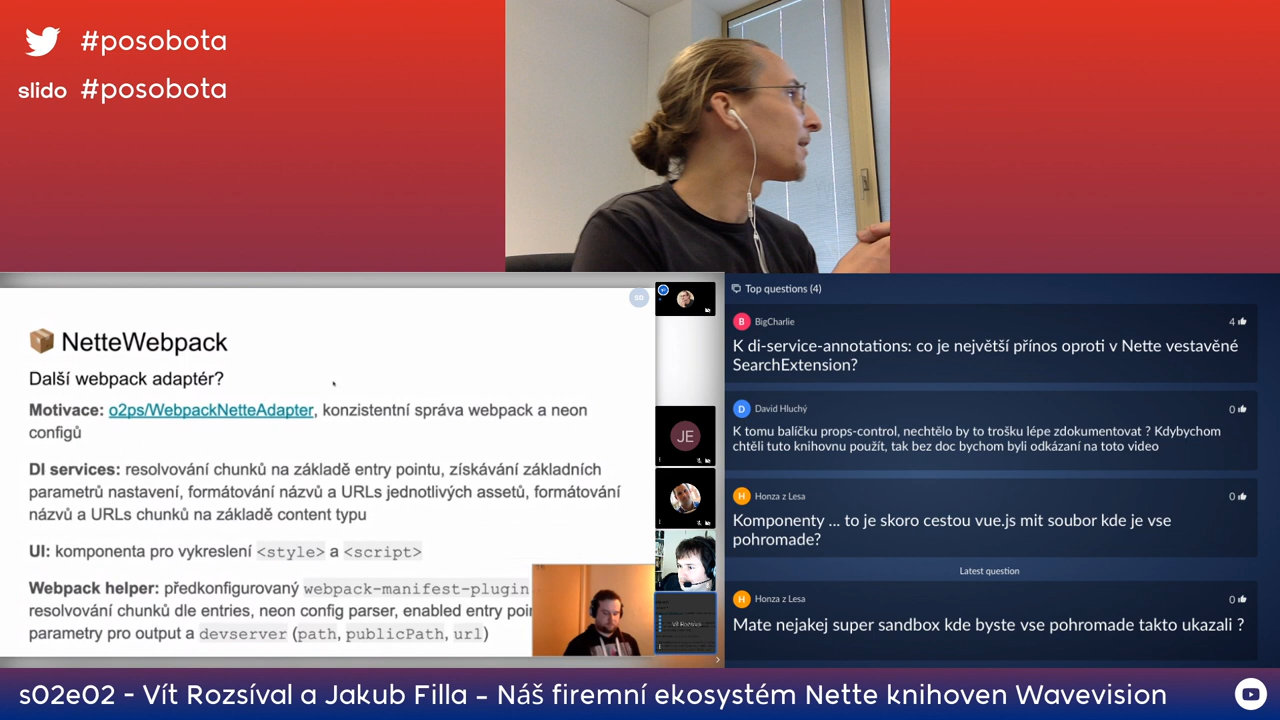 #posobota
slido #posobota
SD
📦 NetteWebpack
Další webpack adaptér?
Motivace: o2ps/WebpackNetteAdapter, konzistentní správa webpack a neon
configů
DI services: resolvování chunků na základě entry pointu, získávání základních
parametrů nastavení, formátování názvů a URLs jednotlivých assetů, formátování
názvů a URLs chunků na základě content typu
UI: komponenta pro vykreslení <style> a <script>
Webpack helper: předkonfigurovaný webpack-manifest-plugin
resolvování chunků dle entries, neon config parser, enabled entry poin
parametry pro output a devserver (path, publicPath, url)
JE
Vít Rozsíval
Top questions (4)
B BigCharlie 4
K di-service-annotations: co je největší přínos oproti v Nette vestavěné
SearchExtension?
D David Hluchý 0
K tomu balíčku props-control, nechtělo by to trošku lépe zdokumentovat ? Kdybychom
chtěli tuto knihovnu použít, tak bez doc bychom byli odkázaní na toto video
H Honza z Lesa 0
Komponenty ... to je skoro cestou vue.js mit soubor kde je vse
pohromade?
Latest question
H Honza z Lesa 0
Mate nejakej super sandbox kde byste vse pohromade takto ukazali ?
s02e02 - Vít Rozsíval a Jakub Filla - Náš firemní ekosystém Nette knihoven Wavevision